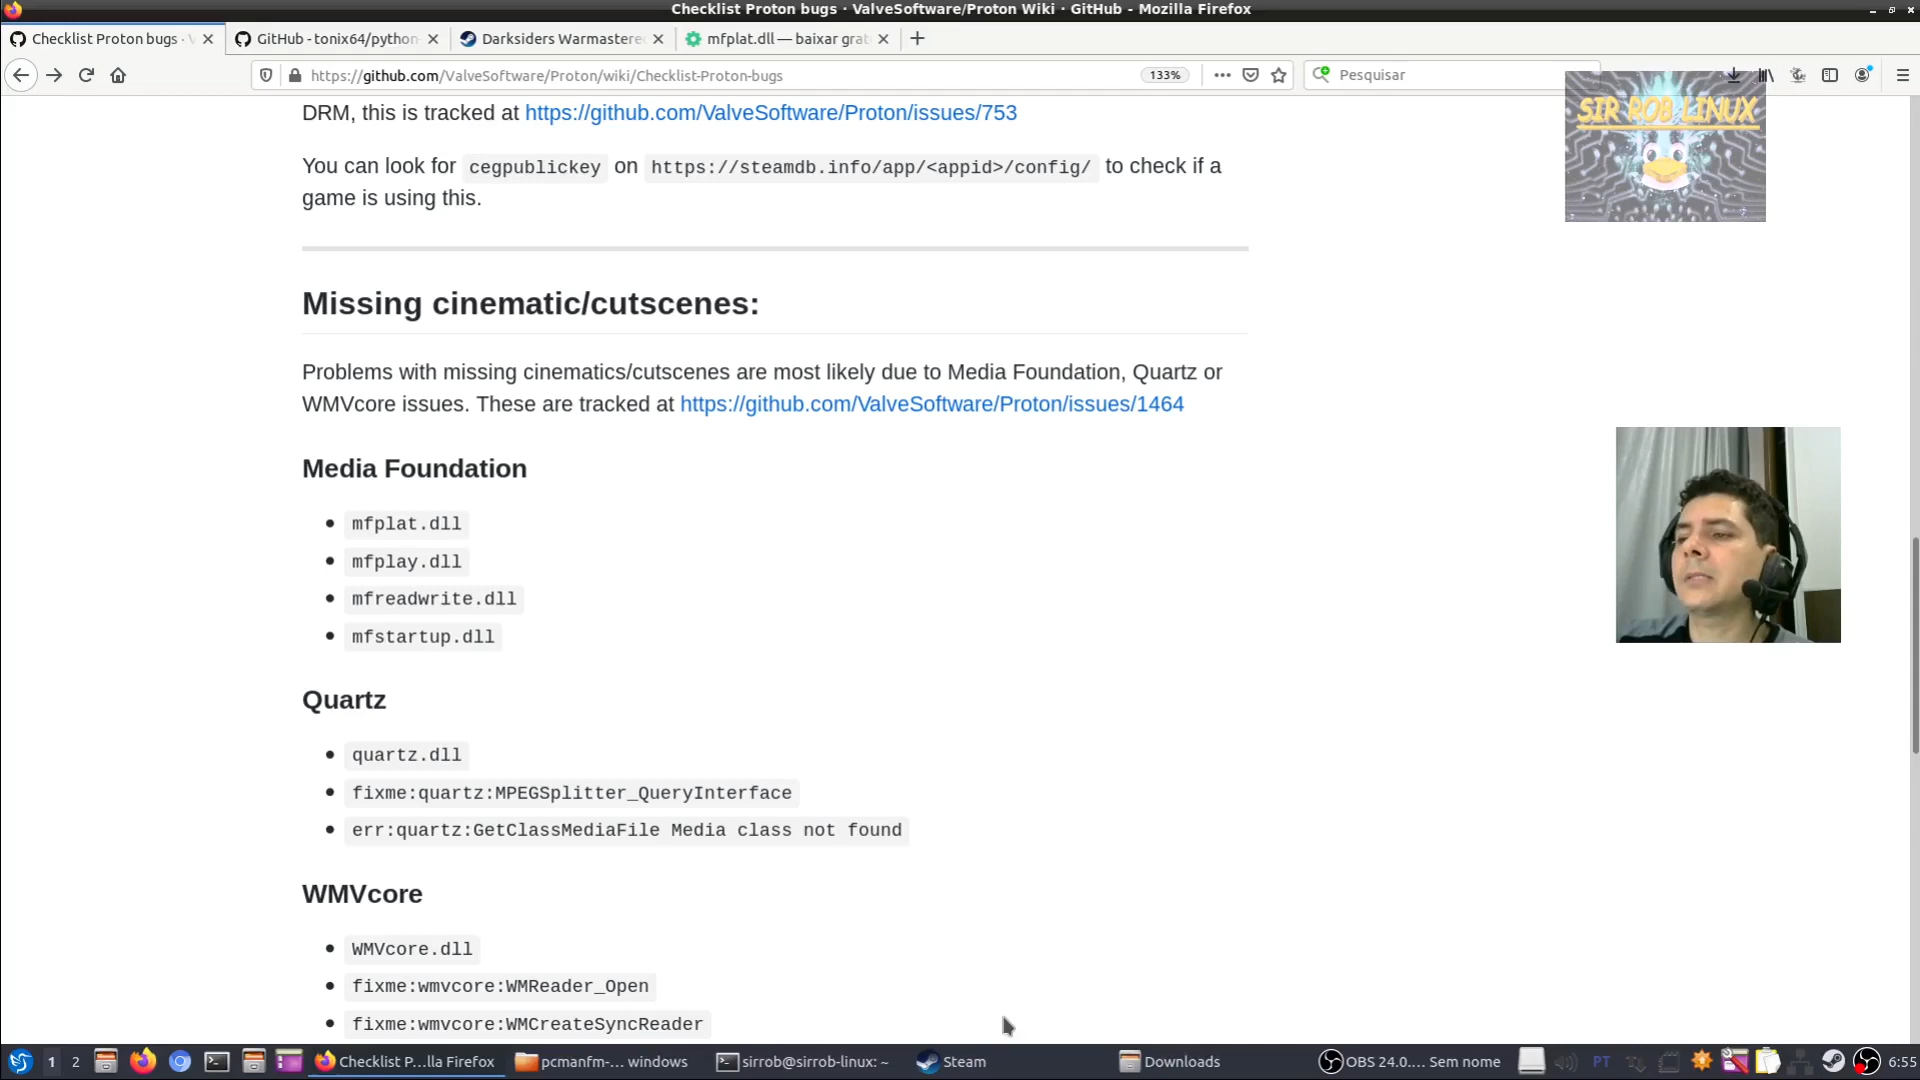 Checklist Proton bugs · ValveSoftware/Proton Wiki · GitHub - Mozilla Firefox
Checklist Proton bugs · V
GitHub - tonix64/python
Darksiders Warmastere
mfplat.dll — baixar grat
https://github.com/ValveSoftware/Proton/wiki/Checklist-Proton-bugs
133%
Pesquisar
SIR ROB LINUX
DRM, this is tracked at https://github.com/ValveSoftware/Proton/issues/753
You can look for cegpublickey on https://steamdb.info/app/<appid>/config/ to check if a
game is using this.
Missing cinematic/cutscenes:
Problems with missing cinematics/cutscenes are most likely due to Media Foundation, Quartz or
WMVcore issues. These are tracked at https://github.com/ValveSoftware/Proton/issues/1464
Media Foundation
mfplat.dll
mfplay.dll
mfreadwrite.dll
mfstartup.dll
Quartz
quartz.dll
fixme:quartz:MPEGSplitter_QueryInterface
err:quartz:GetClassMediaFile Media class not found
WMVcore
WMVcore.dll
fixme:wmvcore:WMReader_Open
fixme:wmvcore:WMCreateSyncReader
1 2
Checklist P...lla Firefox
pcmanfm-... windows
sirrob@sirrob-linux: ~
Steam
Downloads
OBS 24.0.... Sem nome
PT
6:55